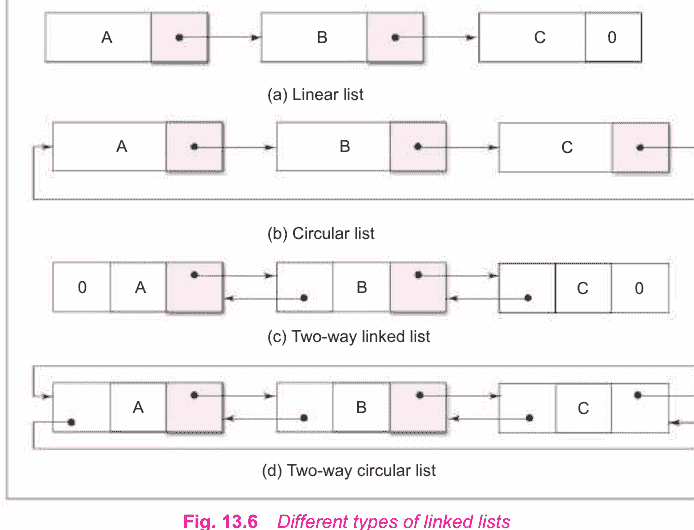 A B C 0
(a) Linear list
A B C
(b) Circular list
0 A B C 0
(c) Two-way linked list
A B C
(d) Two-way circular list
Fig. 13.6 Different types of linked lists